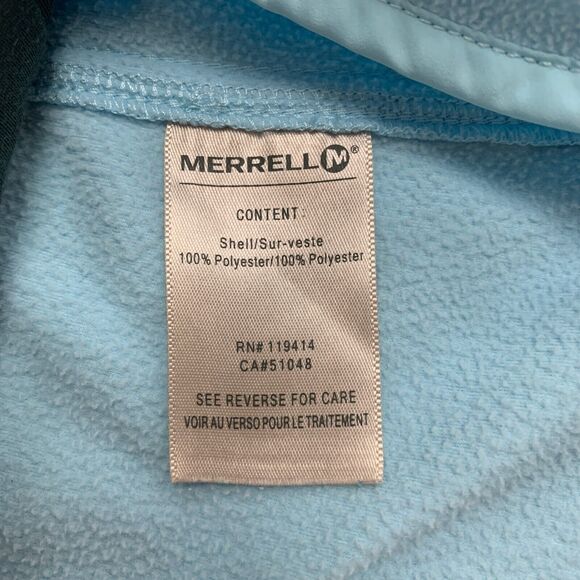 MERRELL M®
CONTENT:
Shell/Sur-veste
100% Polyester/100% Polyester
RN# 119414
CA#51048
SEE REVERSE FOR CARE
VOIR AU VERSO POUR LE TRAITEMENT